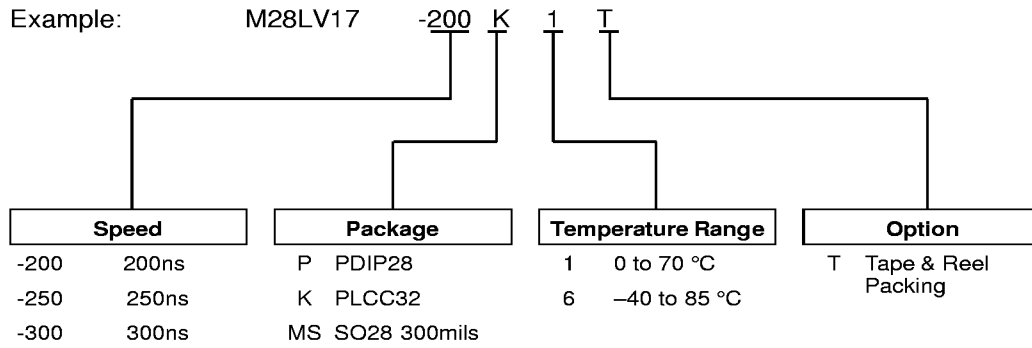 Example: M28LV17 -200 K 1 T
Speed
-200 200ns
-250 250ns
-300 300ns
Package
P PDIP28
K PLCC32
MS SO28 300mils
Temperature Range
1 0 to 70 °C
6 –40 to 85 °C
Option
T Tape & Reel
Packing